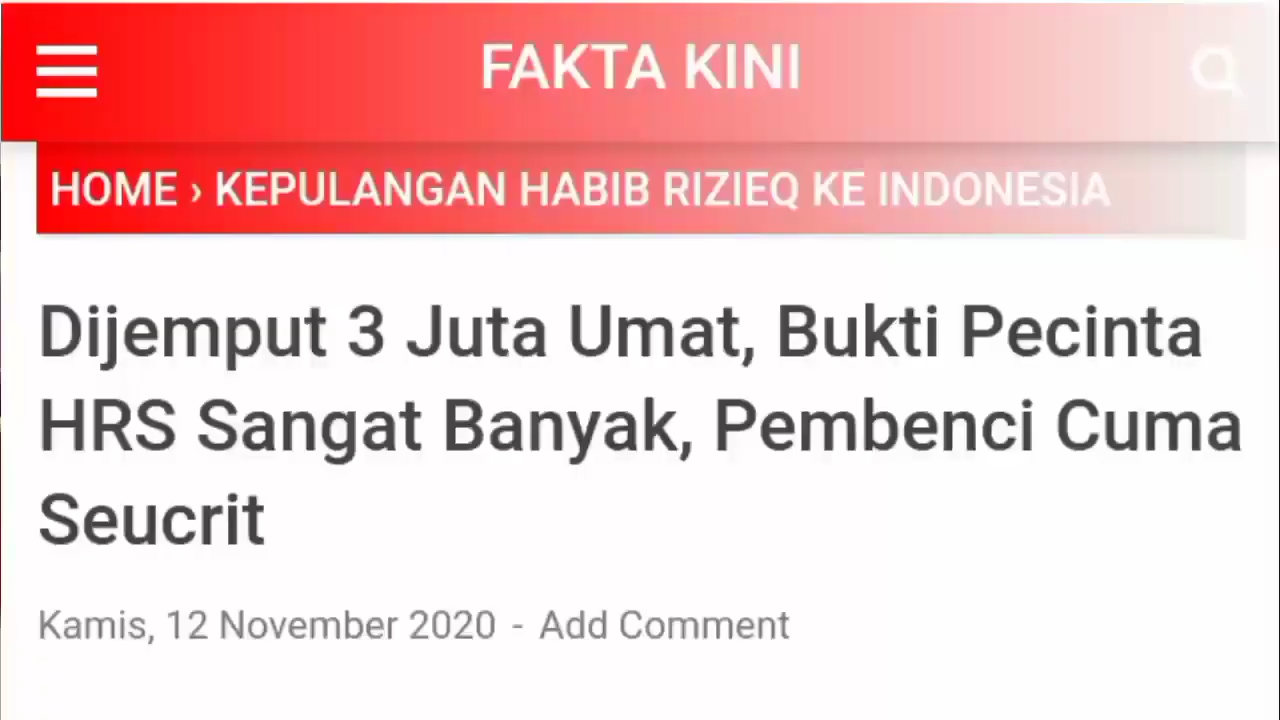 FAKTA KINI
HOME › KEPULANGAN HABIB RIZIEQ KE INDONESIA
Dijemput 3 Juta Umat, Bukti Pecinta
HRS Sangat Banyak, Pembenci Cuma
Seucrit
Kamis, 12 November 2020 - Add Comment